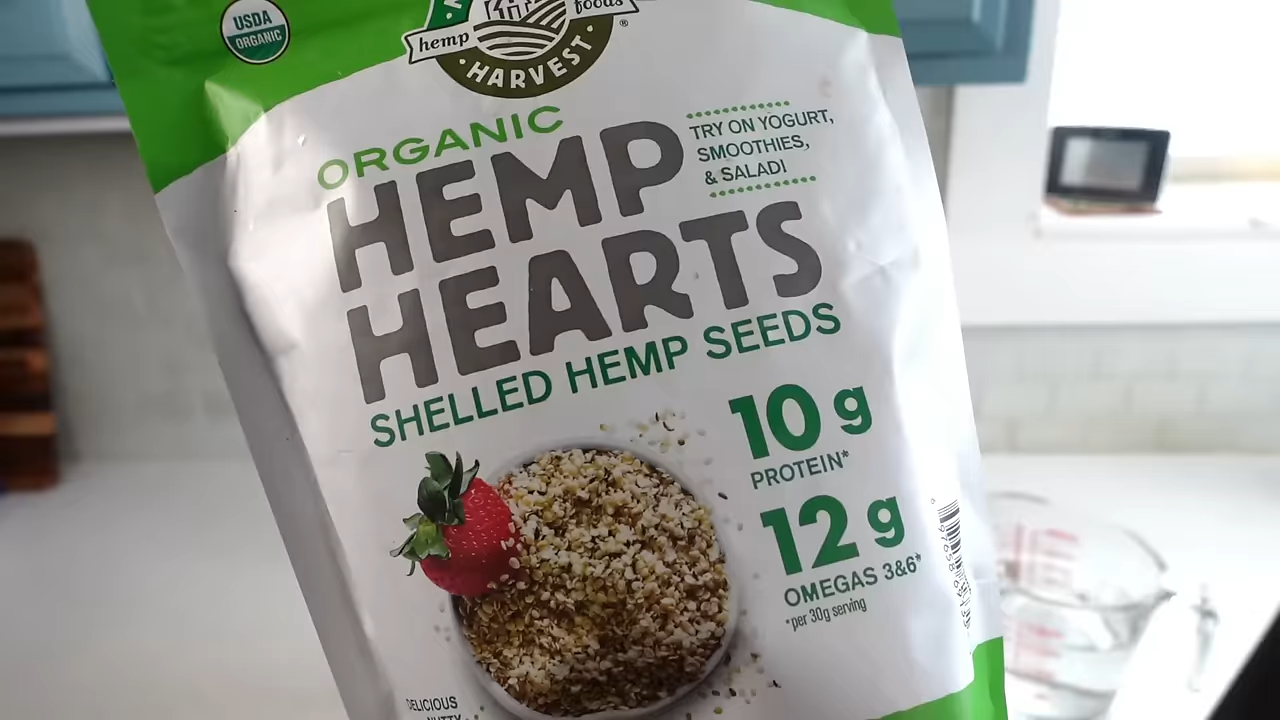 USDA
ORGANIC
hemp
foods
HARVEST
®
ORGANIC
HEMP
HEARTS
TRY ON YOGURT,
SMOOTHIES,
& SALAD!
SHELLED HEMP SEEDS
10 g
PROTEIN*
12 g
OMEGAS 3&6*
*per 30g serving
DELICIOUS
NUTTY